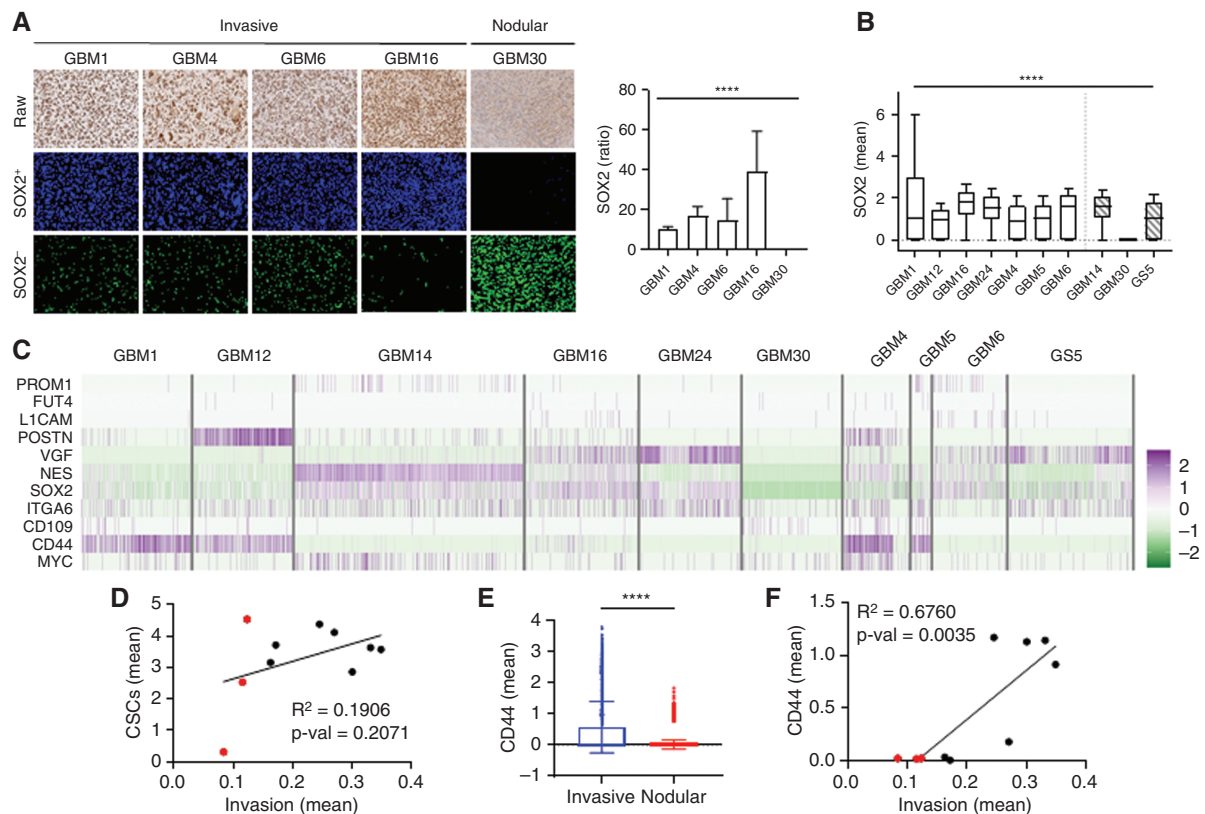 A
Invasive
Nodular
GBM1
GBM4
GBM6
GBM16
GBM30
Raw
SOX2⁺
SOX2⁻
SOX2 (ratio)
80
60
40
20
0
****
GBM1
GBM4
GBM6
GBM16
GBM30
B
SOX2 (mean)
6
4
2
0
****
GBM1
GBM12
GBM16
GBM24
GBM4
GBM5
GBM6
GBM14
GBM30
GS5
C
GBM1
GBM12
GBM14
GBM16
GBM24
GBM30
GBM4
GBM5
GBM6
GS5
PROM1
FUT4
L1CAM
POSTN
VGF
NES
SOX2
ITGA6
CD109
CD44
MYC
2
1
0
−1
−2
D
CSCs (mean)
5
4
3
2
1
0
R² = 0.1906
p-val = 0.2071
0.0
0.1
0.2
0.3
0.4
Invasion (mean)
E
****
CD44 (mean)
4
3
2
1
0
−1
Invasive Nodular
F
R² = 0.6760
p-val = 0.0035
CD44 (mean)
1.5
1.0
0.5
0.0
0.0
0.1
0.2
0.3
0.4
Invasion (mean)